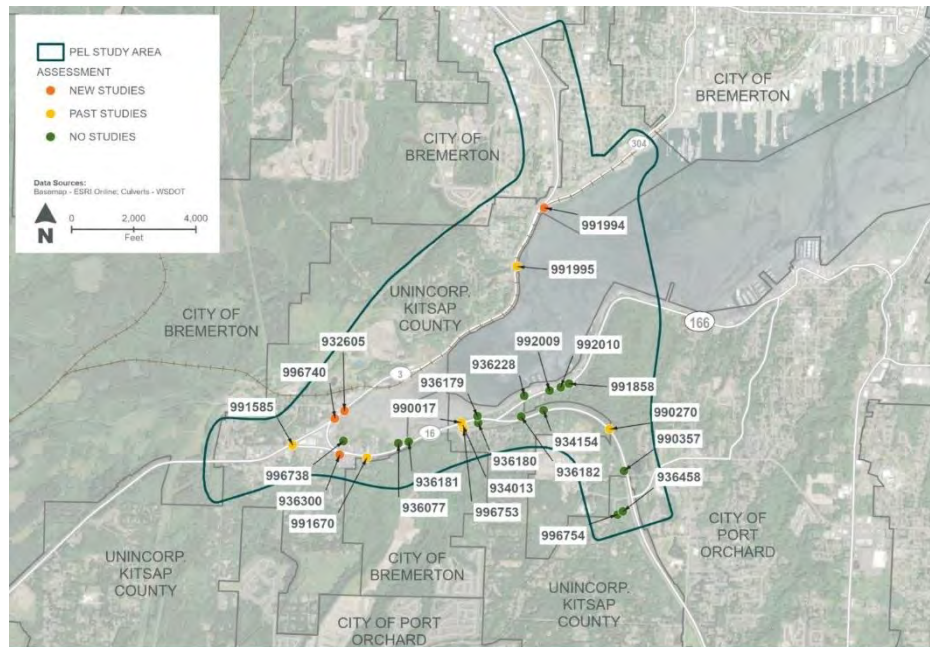 PEL STUDY AREA
ASSESSMENT
NEW STUDIES
PAST STUDIES
NO STUDIES
Data Sources:
Basemap - ESRI Online; Culverts - WSDOT
N
0 2,000 4,000
Feet
CITY OF
BREMERTON
CITY OF
BREMERTON
304
991994
991995
UNINCORP.
KITSAP
COUNTY
CITY OF
BREMERTON
166
932605
996740
3
992009
992010
936228
936179
991858
991585
990017
990270
16
934154
990357
996738
936180
936182
936458
936181
934013
936300
936077
996753
991670
996754
CITY OF
PORT
ORCHARD
UNINCORP.
KITSAP
COUNTY
CITY OF
BREMERTON
UNINCORP.
KITSAP
COUNTY
CITY OF PORT
ORCHARD